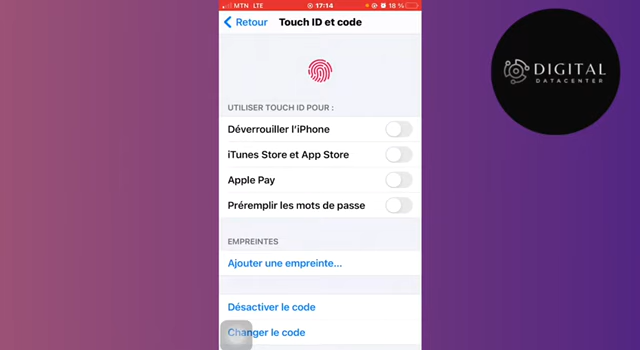 MTN LTE 17:14 18 %
Retour Touch ID et code
DIGITAL
DATACENTER
UTILISER TOUCH ID POUR :
Déverrouiller l'iPhone
iTunes Store et App Store
Apple Pay
Préremplir les mots de passe
EMPREINTES
Ajouter une empreinte...
Désactiver le code
Changer le code